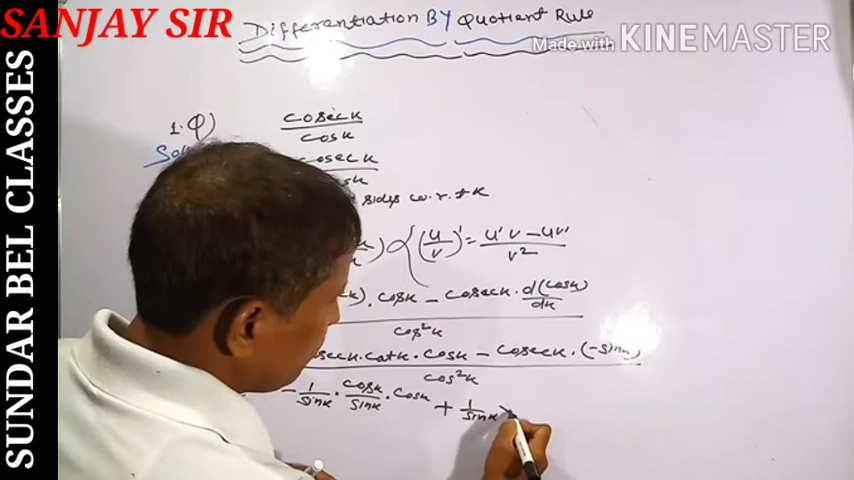 SANJAY SIR
SUNDAR BEL CLASSES
Made with KINEMASTER
Differentiation BY Quotient Rule
1. Q) cosecx / cosx
Sol
cosecx
sides w.r.t x
(u/v)' = u'v - uv' / v²
. cosx - cosecx . d(cosx)/dx
cos²x
cosecx.cotx.cosx - cosecx.(-sinx)
cos²x
- 1/sinx . cosx/sinx . cosx + 1/sinx ×